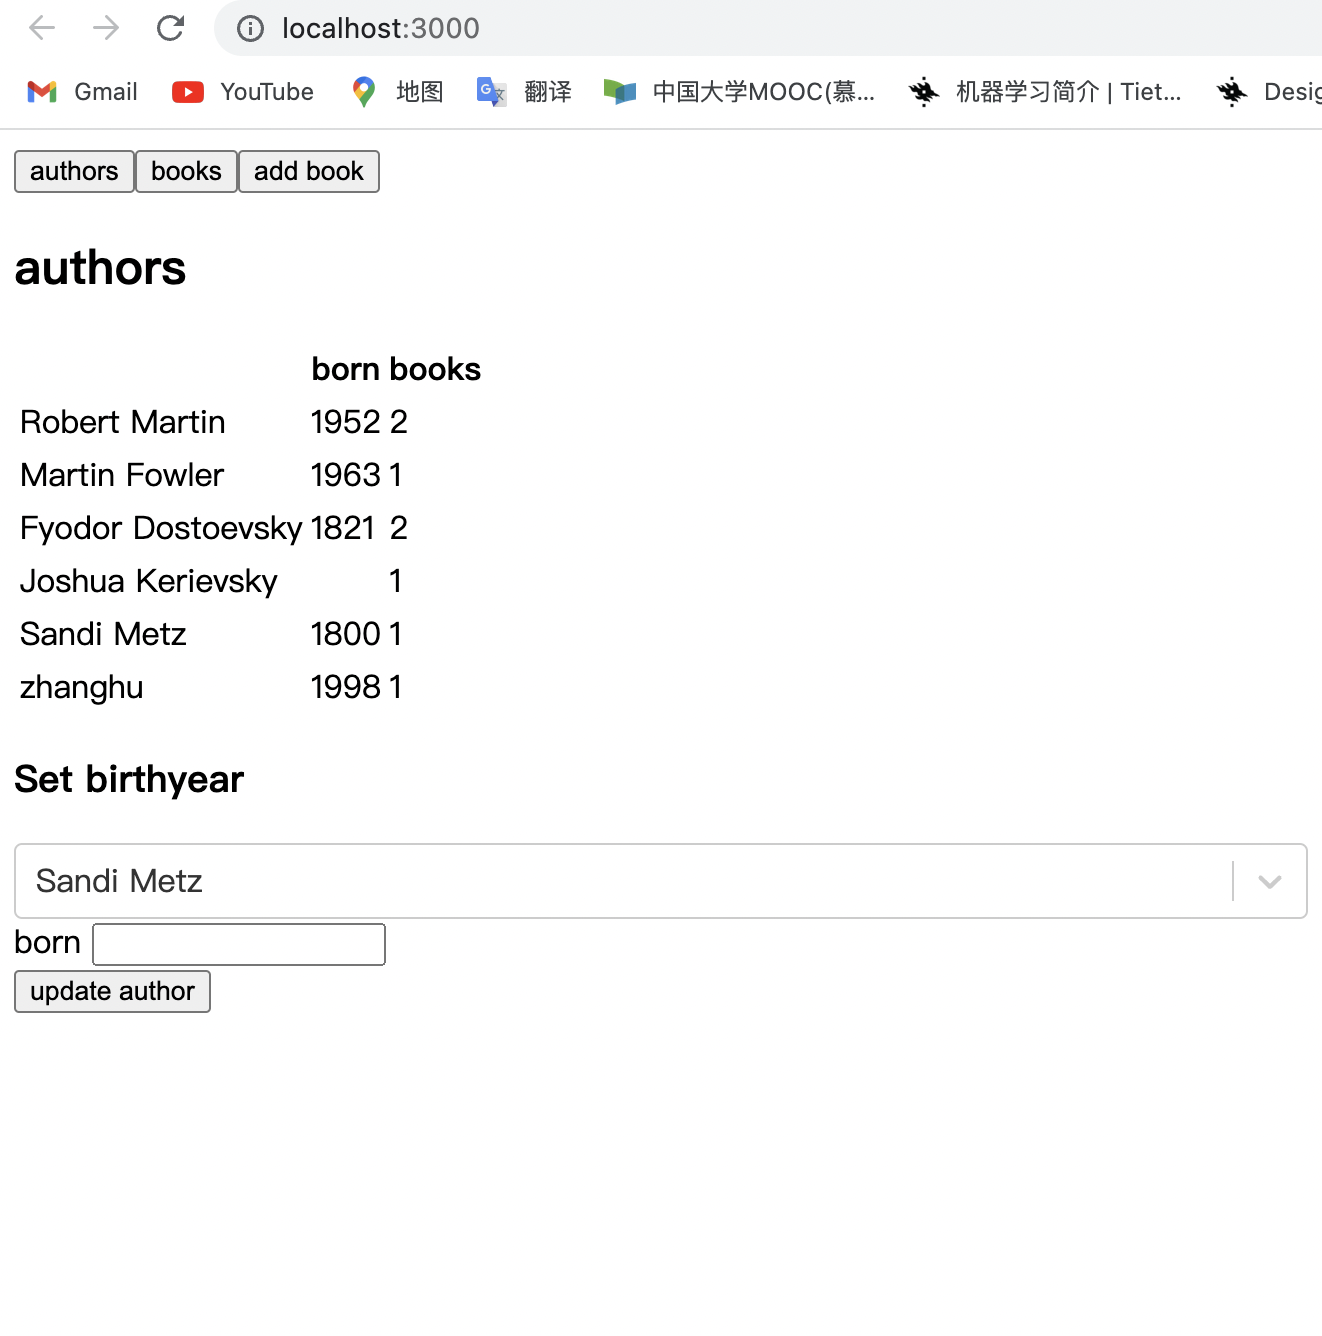 localhost:3000
Gmail YouTube 地图 翻译 中国大学MOOC(慕... 机器学习简介 | Tiet... Desig
authors books add book
authors
born books
Robert Martin 1952 2
Martin Fowler 1963 1
Fyodor Dostoevsky 1821 2
Joshua Kerievsky 1
Sandi Metz 1800 1
zhanghu 1998 1
Set birthyear
Sandi Metz
born
update author